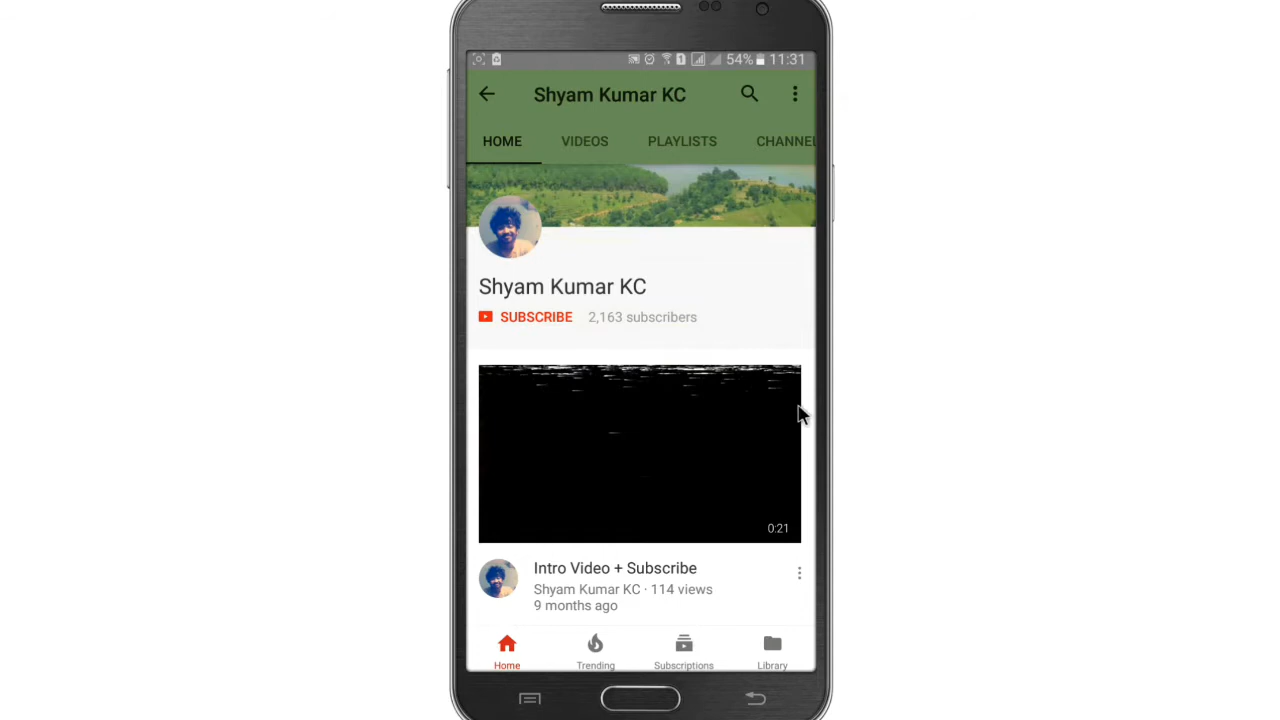 54% 11:31
Shyam Kumar KC
HOME VIDEOS PLAYLISTS CHANNEL
Shyam Kumar KC
SUBSCRIBE 2,163 subscribers
0:21
Intro Video + Subscribe
Shyam Kumar KC · 114 views
9 months ago
Home Trending Subscriptions Library